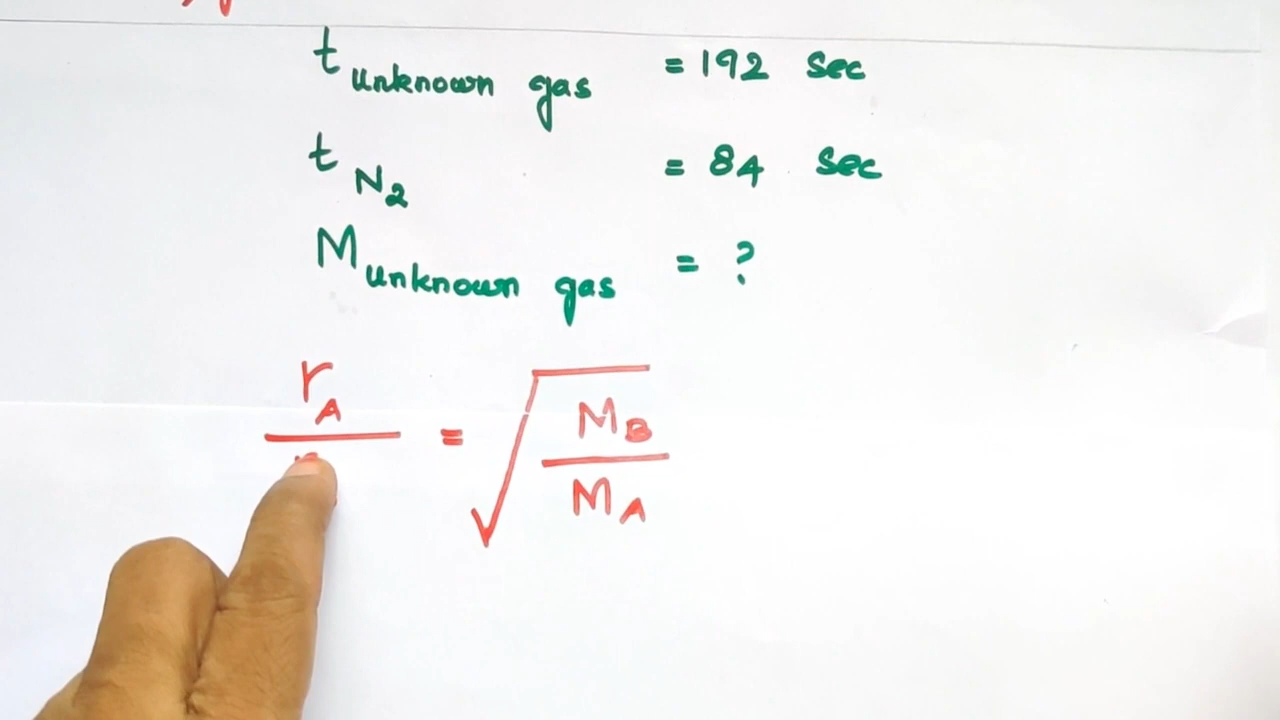 t unknown gas = 192 sec
t N2 = 84 sec
M unknown gas = ?
rA
= √
MB
MA